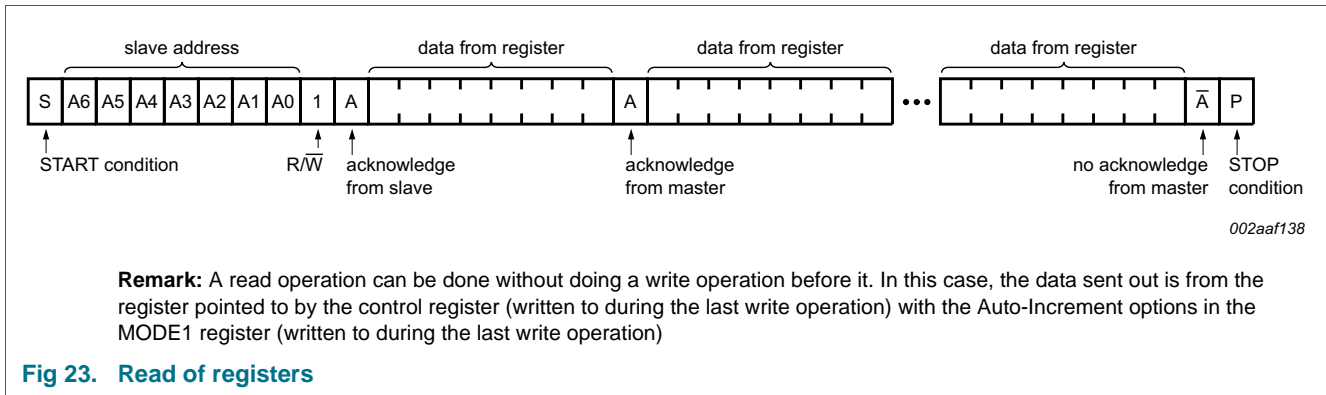 slave address data from register data from register data from register
S A6 A5 A4 A3 A2 A1 A0 1 A A ••• A̅ P
START condition R/W̅ acknowledge acknowledge no acknowledge STOP
from slave from master from master condition
002aaf138
Remark: A read operation can be done without doing a write operation before it. In this case, the data sent out is from the
register pointed to by the control register (written to during the last write operation) with the Auto-Increment options in the
MODE1 register (written to during the last write operation)
Fig 23. Read of registers